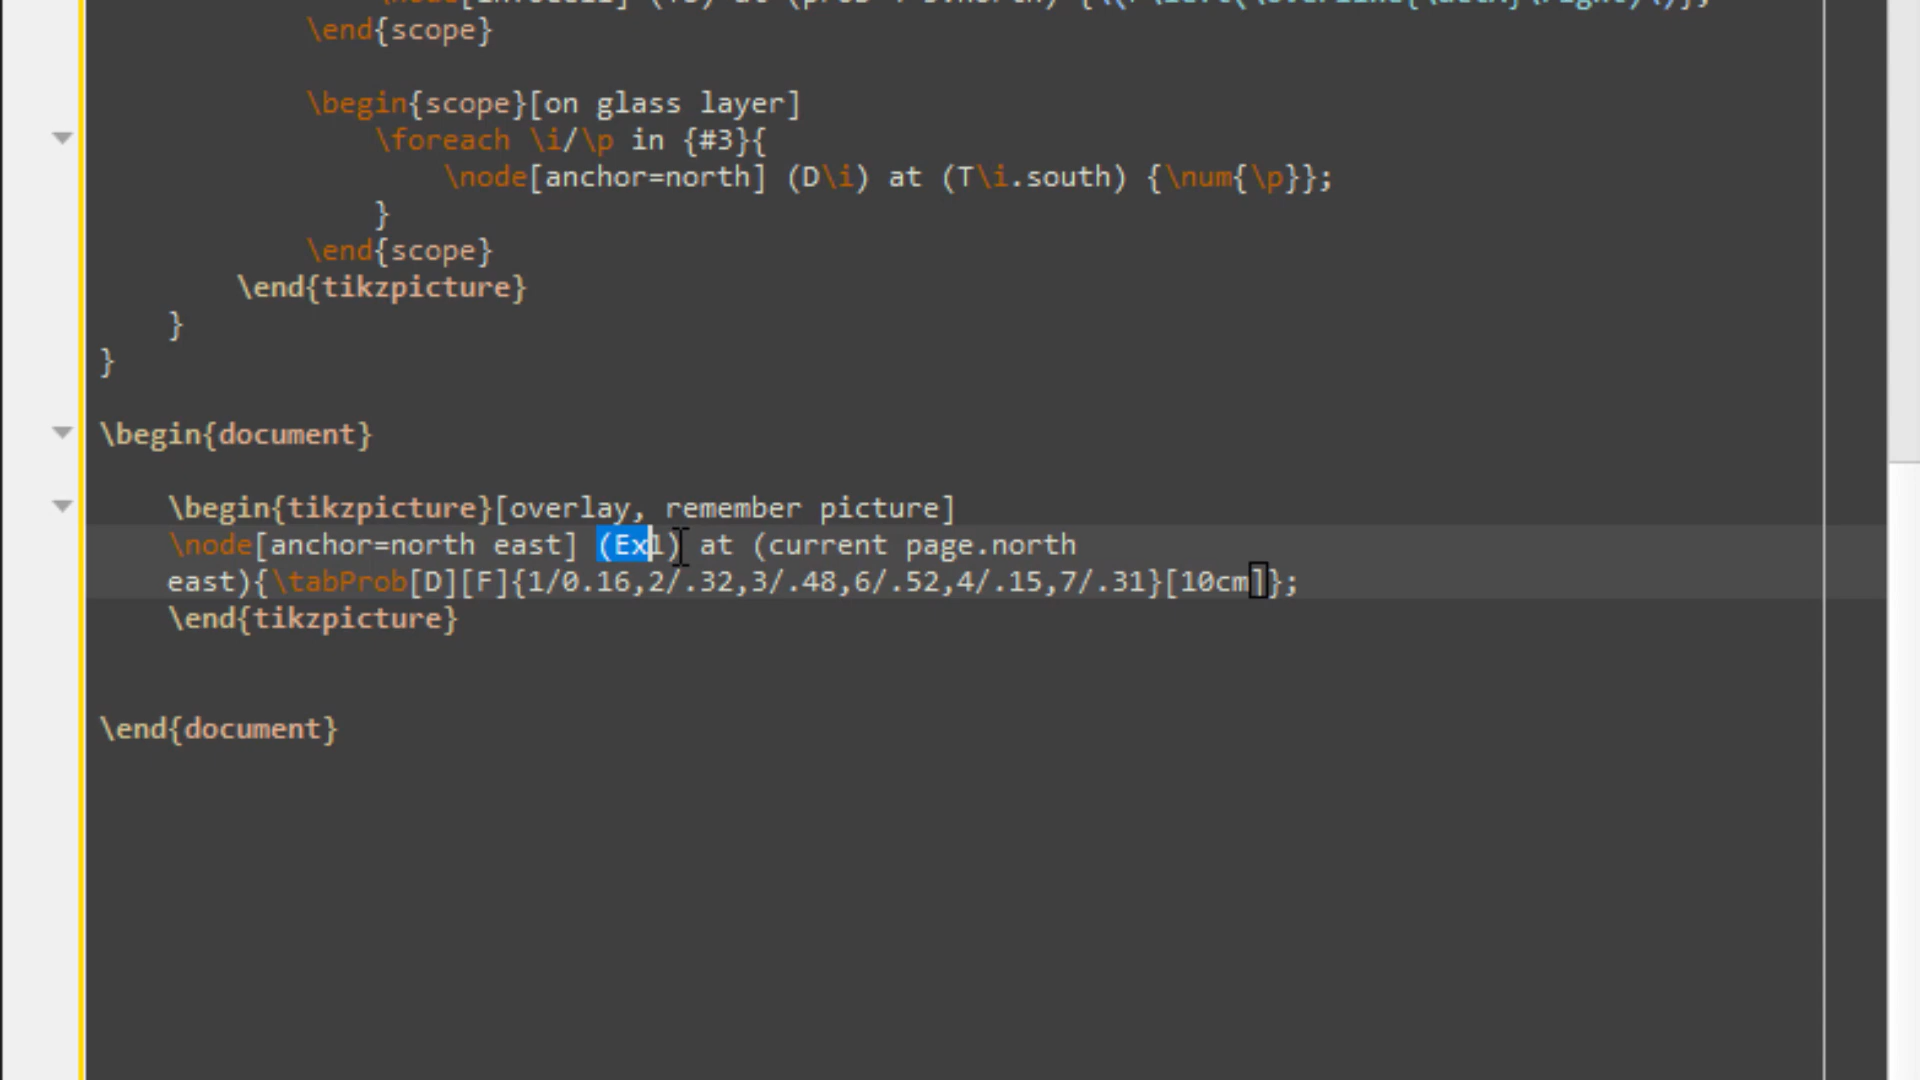 \end{scope}
\begin{scope}[on glass layer]
\foreach \i/\p in {#3}{
\node[anchor=north] (D\i) at (T\i.south) {\num{\p}};
}
\end{scope}
\end{tikzpicture}
}
}
\begin{document}
\begin{tikzpicture}[overlay, remember picture]
\node[anchor=north east] (Ex1) at (current page.north
east){\tabProb[D][F]{1/0.16,2/.32,3/.48,6/.52,4/.15,7/.31}[10cm]};
\end{tikzpicture}
\end{document}